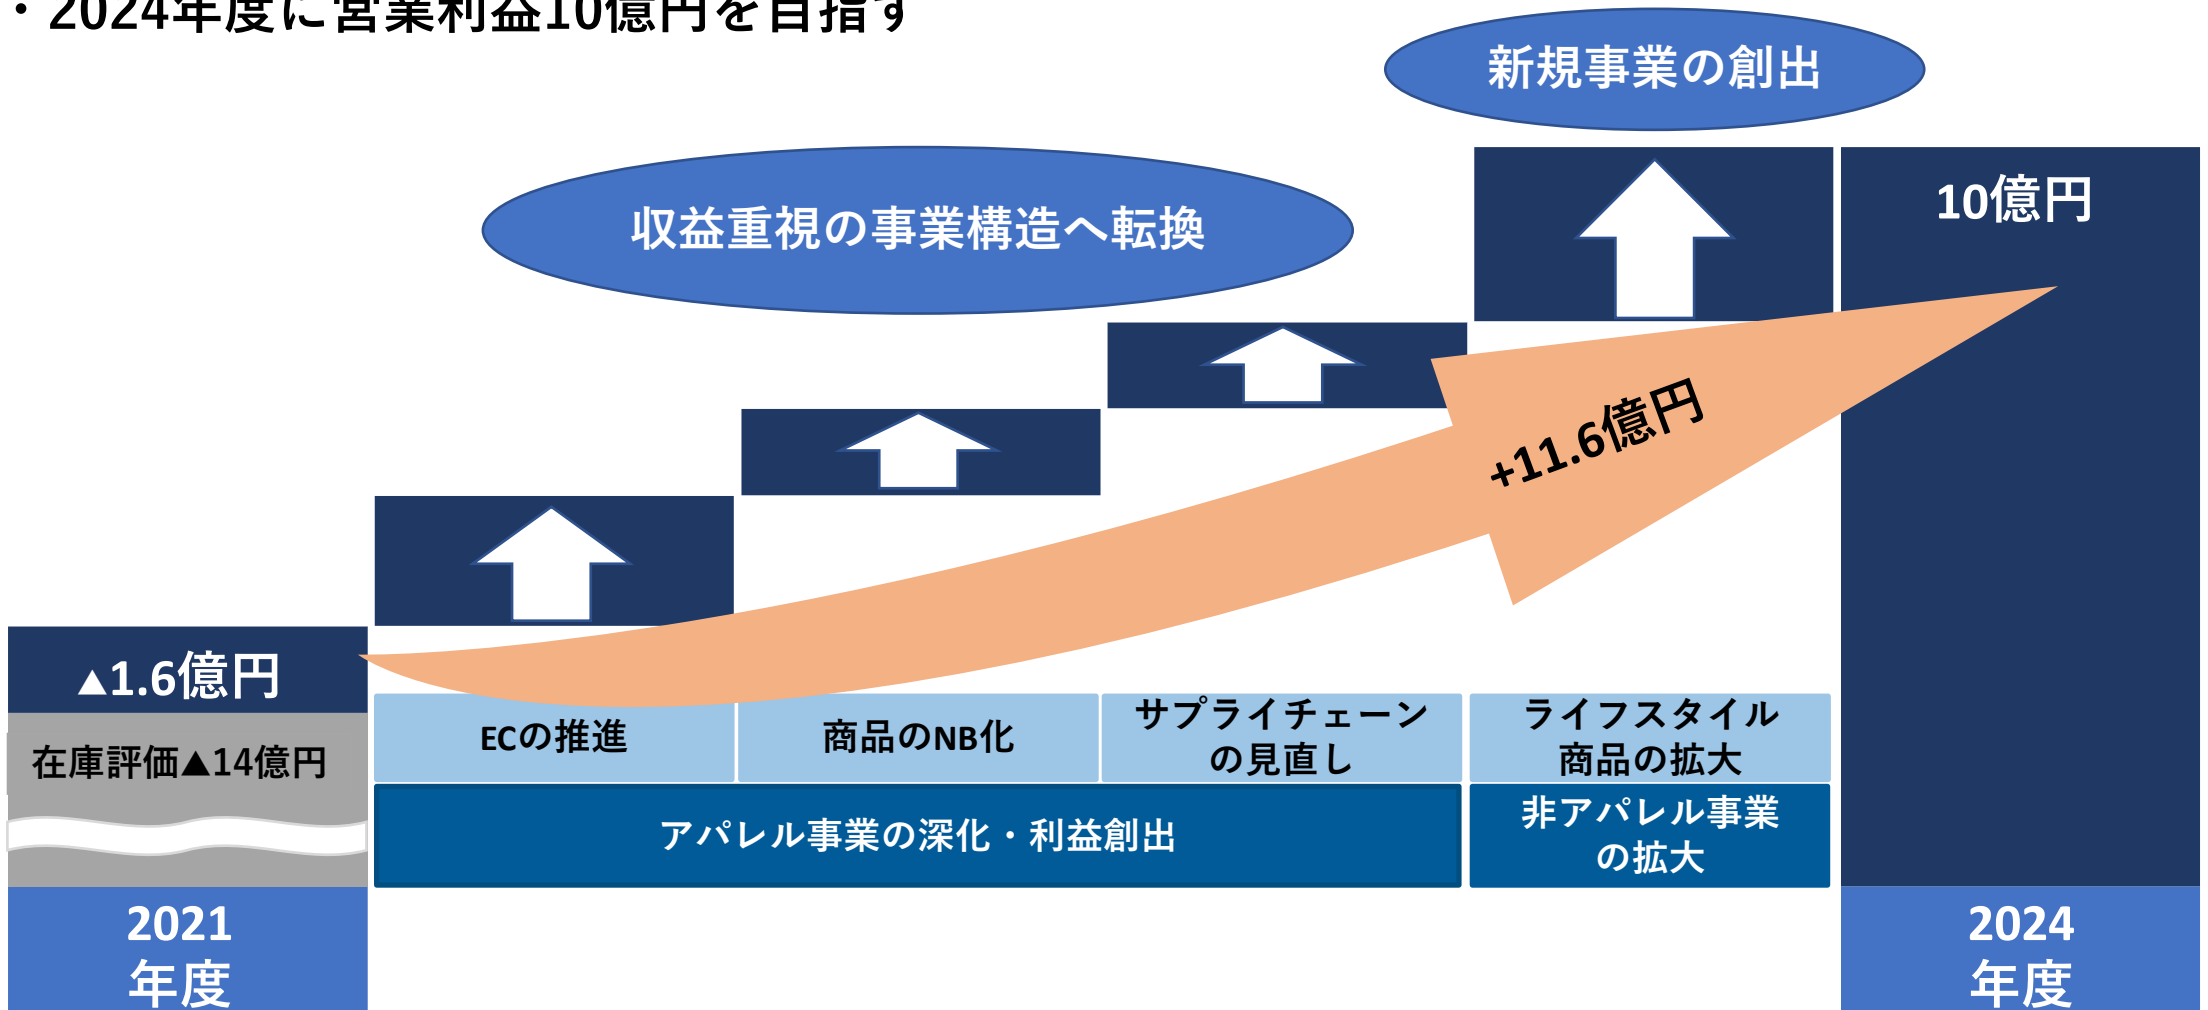 ・2024年度に営業利益10億円を目指す
新規事業の創出
収益重視の事業構造へ転換
10億円
+11.6億円
▲1.6億円
在庫評価▲14億円
ECの推進
商品のNB化
サプライチェーン
の見直し
ライフスタイル
商品の拡大
アパレル事業の深化・利益創出
非アパレル事業
の拡大
2021
年度
2024
年度